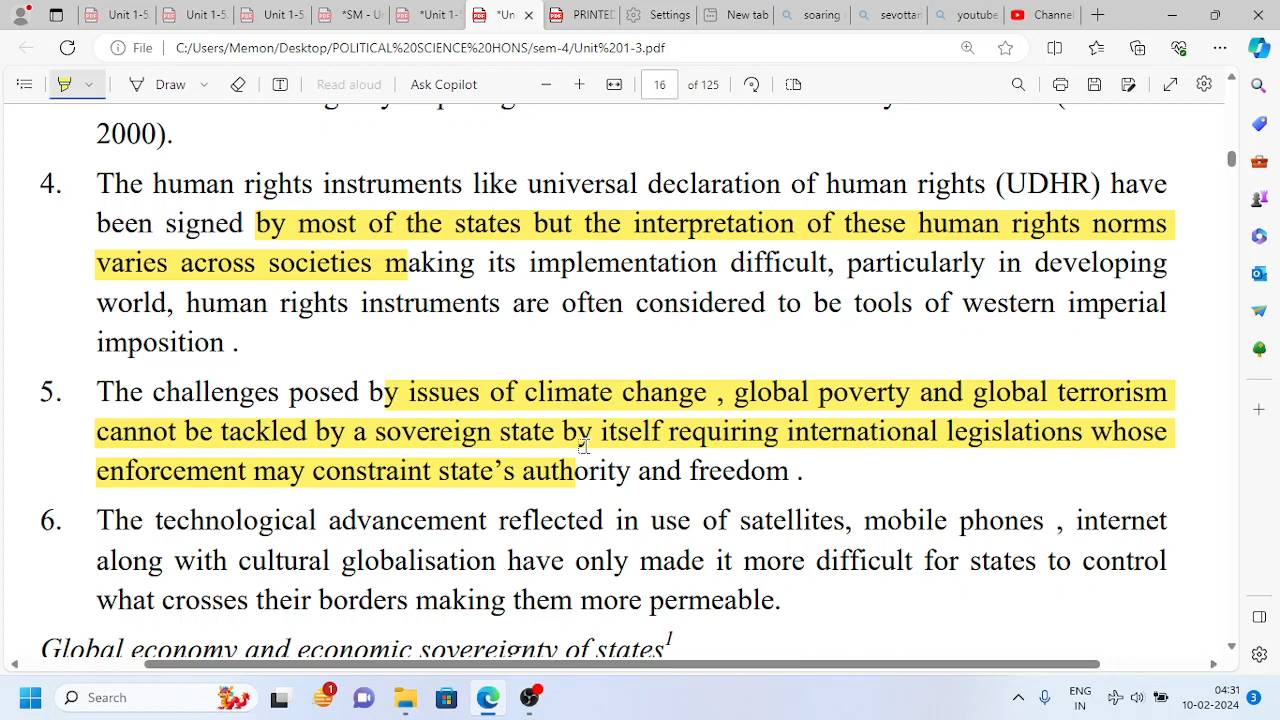 Unit 1-5.
Unit 1-5.
Unit 1-5.
*SM - Un
*Unit 1-
*Un
PRINTED
Settings
New tab
soaring
sevottan
youtube
Channel
File
C:/Users/Memon/Desktop/POLITICAL%20SCIENCE%20HONS/sem-4/Unit%201-3.pdf
Draw
Read aloud
Ask Copilot
16 of 125
2000).
4. The human rights instruments like universal declaration of human rights (UDHR) have
been signed by most of the states but the interpretation of these human rights norms
varies across societies making its implementation difficult, particularly in developing
world, human rights instruments are often considered to be tools of western imperial
imposition .
5. The challenges posed by issues of climate change , global poverty and global terrorism
cannot be tackled by a sovereign state by itself requiring international legislations whose
enforcement may constraint state’s authority and freedom .
6. The technological advancement reflected in use of satellites, mobile phones , internet
along with cultural globalisation have only made it more difficult for states to control
what crosses their borders making them more permeable.
Global economy and economic sovereignty of states1
Search
1
ENG
IN
04:31
10-02-2024
3